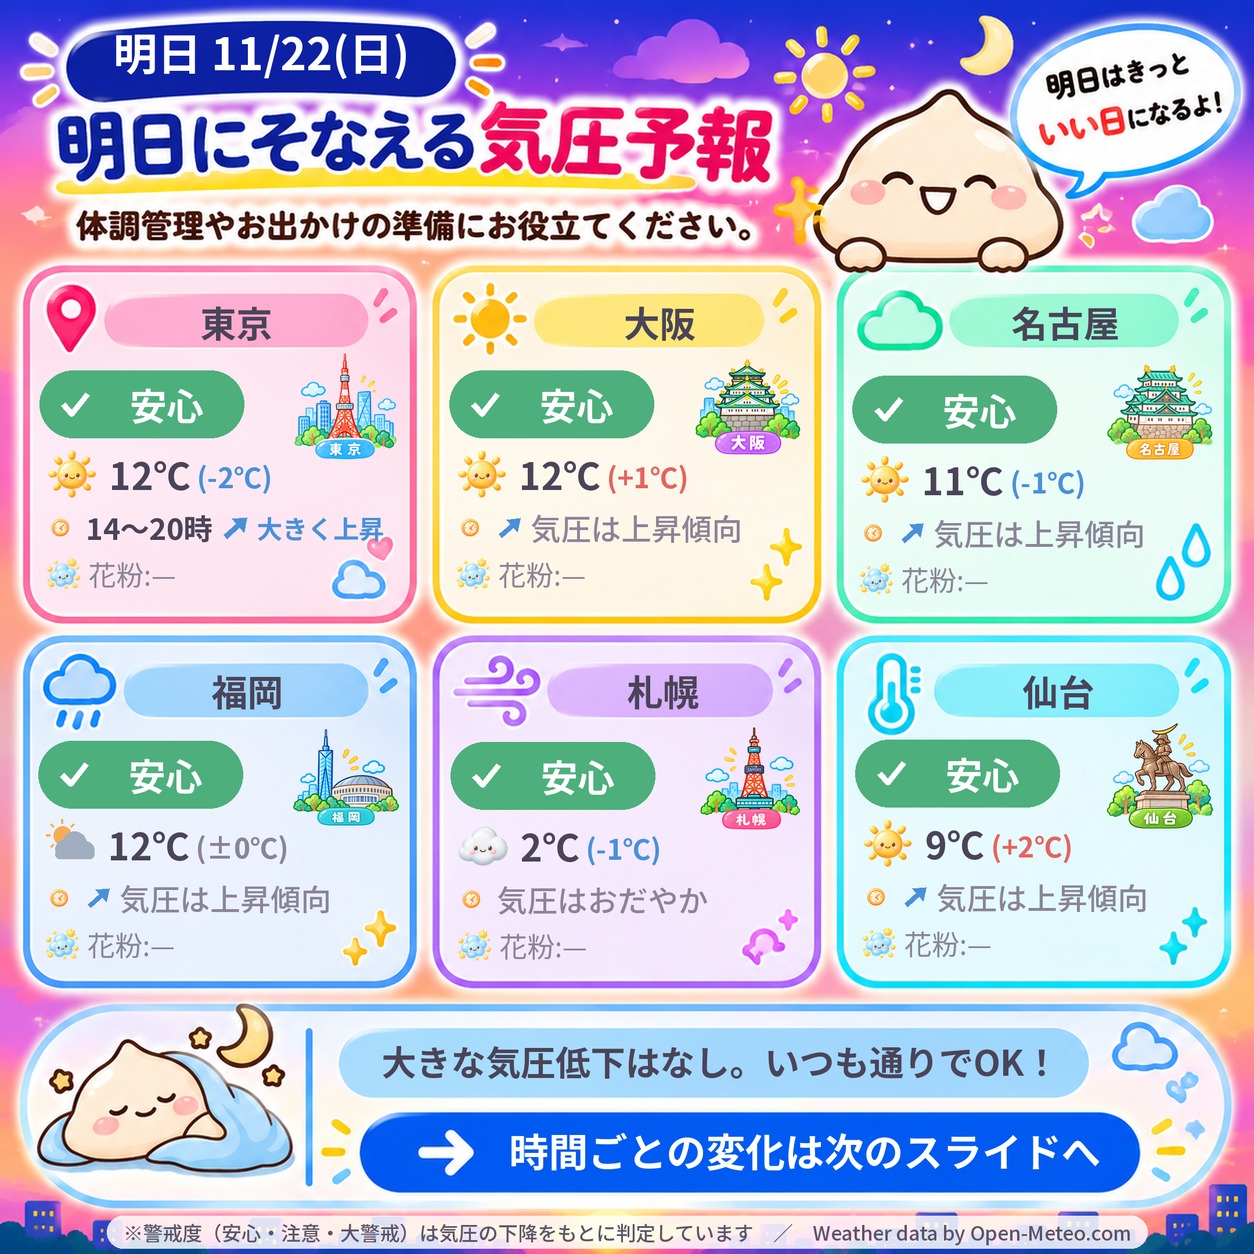 明日 11/22(日)
明日にそなえる気圧予報
体調管理やお出かけの準備にお役立てください。
明日はきっと
いい日になるよ!
東京
安心
東京
12℃ (-2℃)
14〜20時 大きく上昇
花粉:—
大阪
安心
大阪
12℃ (+1℃)
気圧は上昇傾向
花粉:—
名古屋
安心
名古屋
11℃ (-1℃)
気圧は上昇傾向
花粉:—
福岡
安心
福岡
12℃ (±0℃)
気圧は上昇傾向
花粉:—
札幌
安心
札幌
2℃ (-1℃)
気圧はおだやか
花粉:—
仙台
安心
仙台
9℃ (+2℃)
気圧は上昇傾向
花粉:—
大きな気圧低下はなし。いつも通りでOK！
時間ごとの変化は次のスライドへ
※警戒度（安心・注意・大警戒）は気圧の下降をもとに判定しています ／ Weather data by Open-Meteo.com